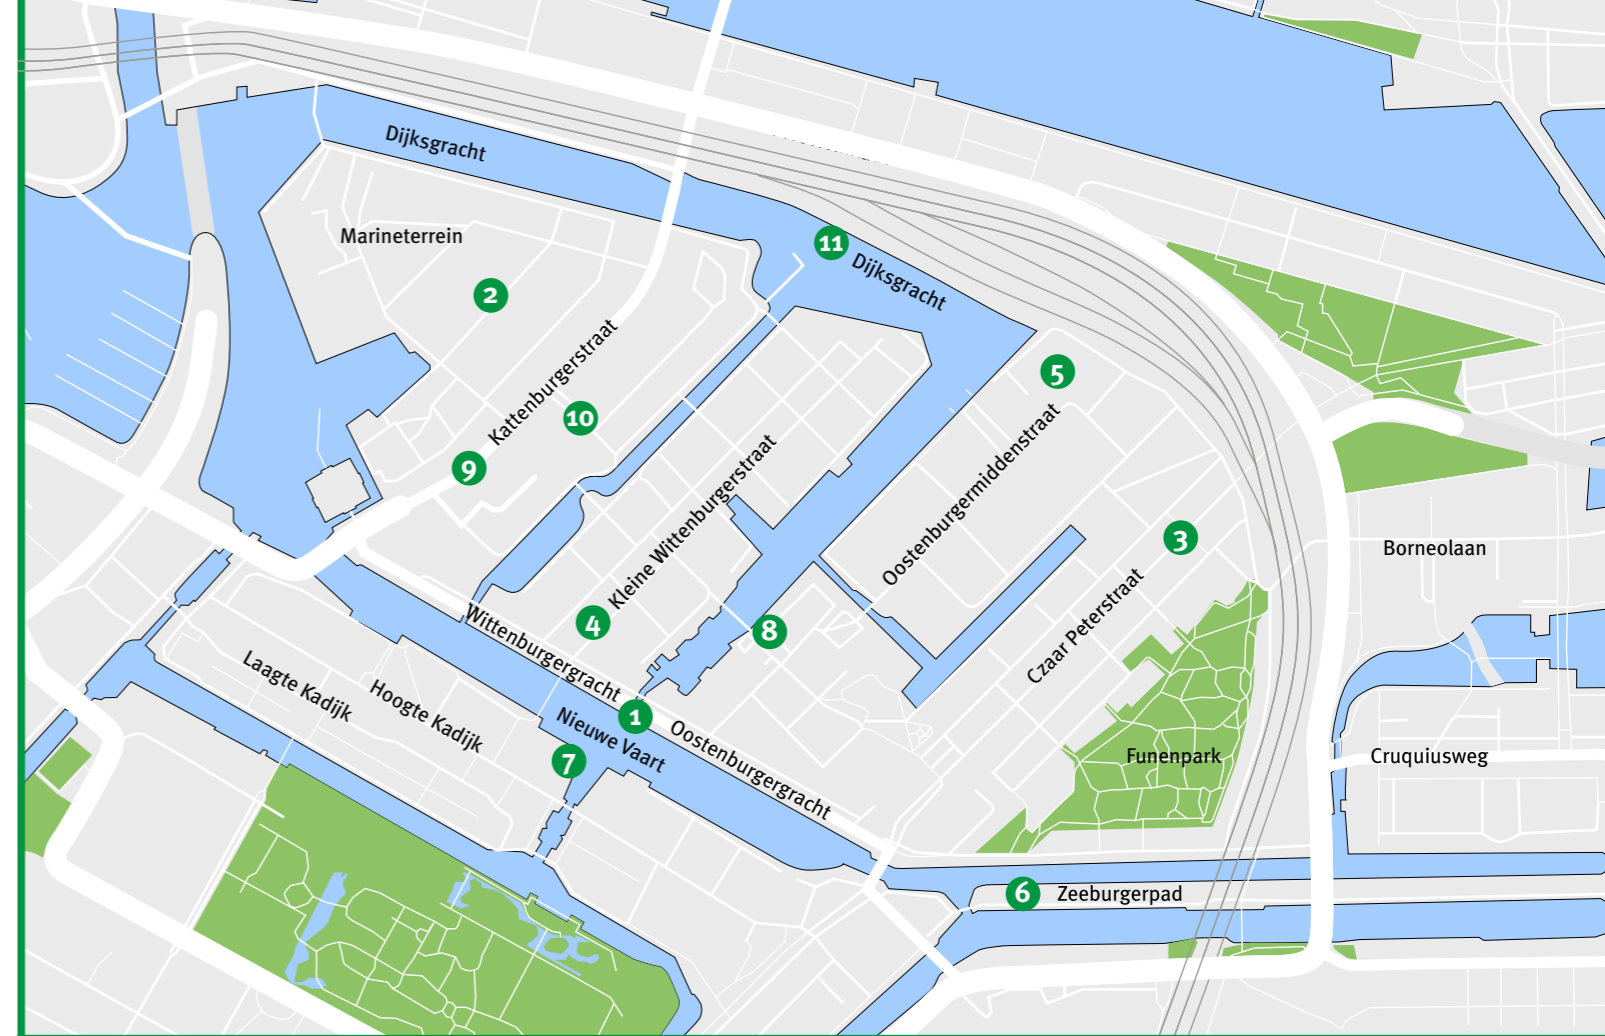 Dijksgracht
Marineterrein
11
Dijksgracht
2
Kattenburgerstraat
5
10
9
Kleine Wittenburgerstraat
Oostenburgermiddenstraat
3
Borneolaan
4
8
Czaar Peterstraat
Wittenburgergracht
Laagte Kadijk
Hoogte Kadijk
1
Nieuwe Vaart
Oostenburgergracht
7
Funenpark
Cruquiusweg
6
Zeeburgerpad